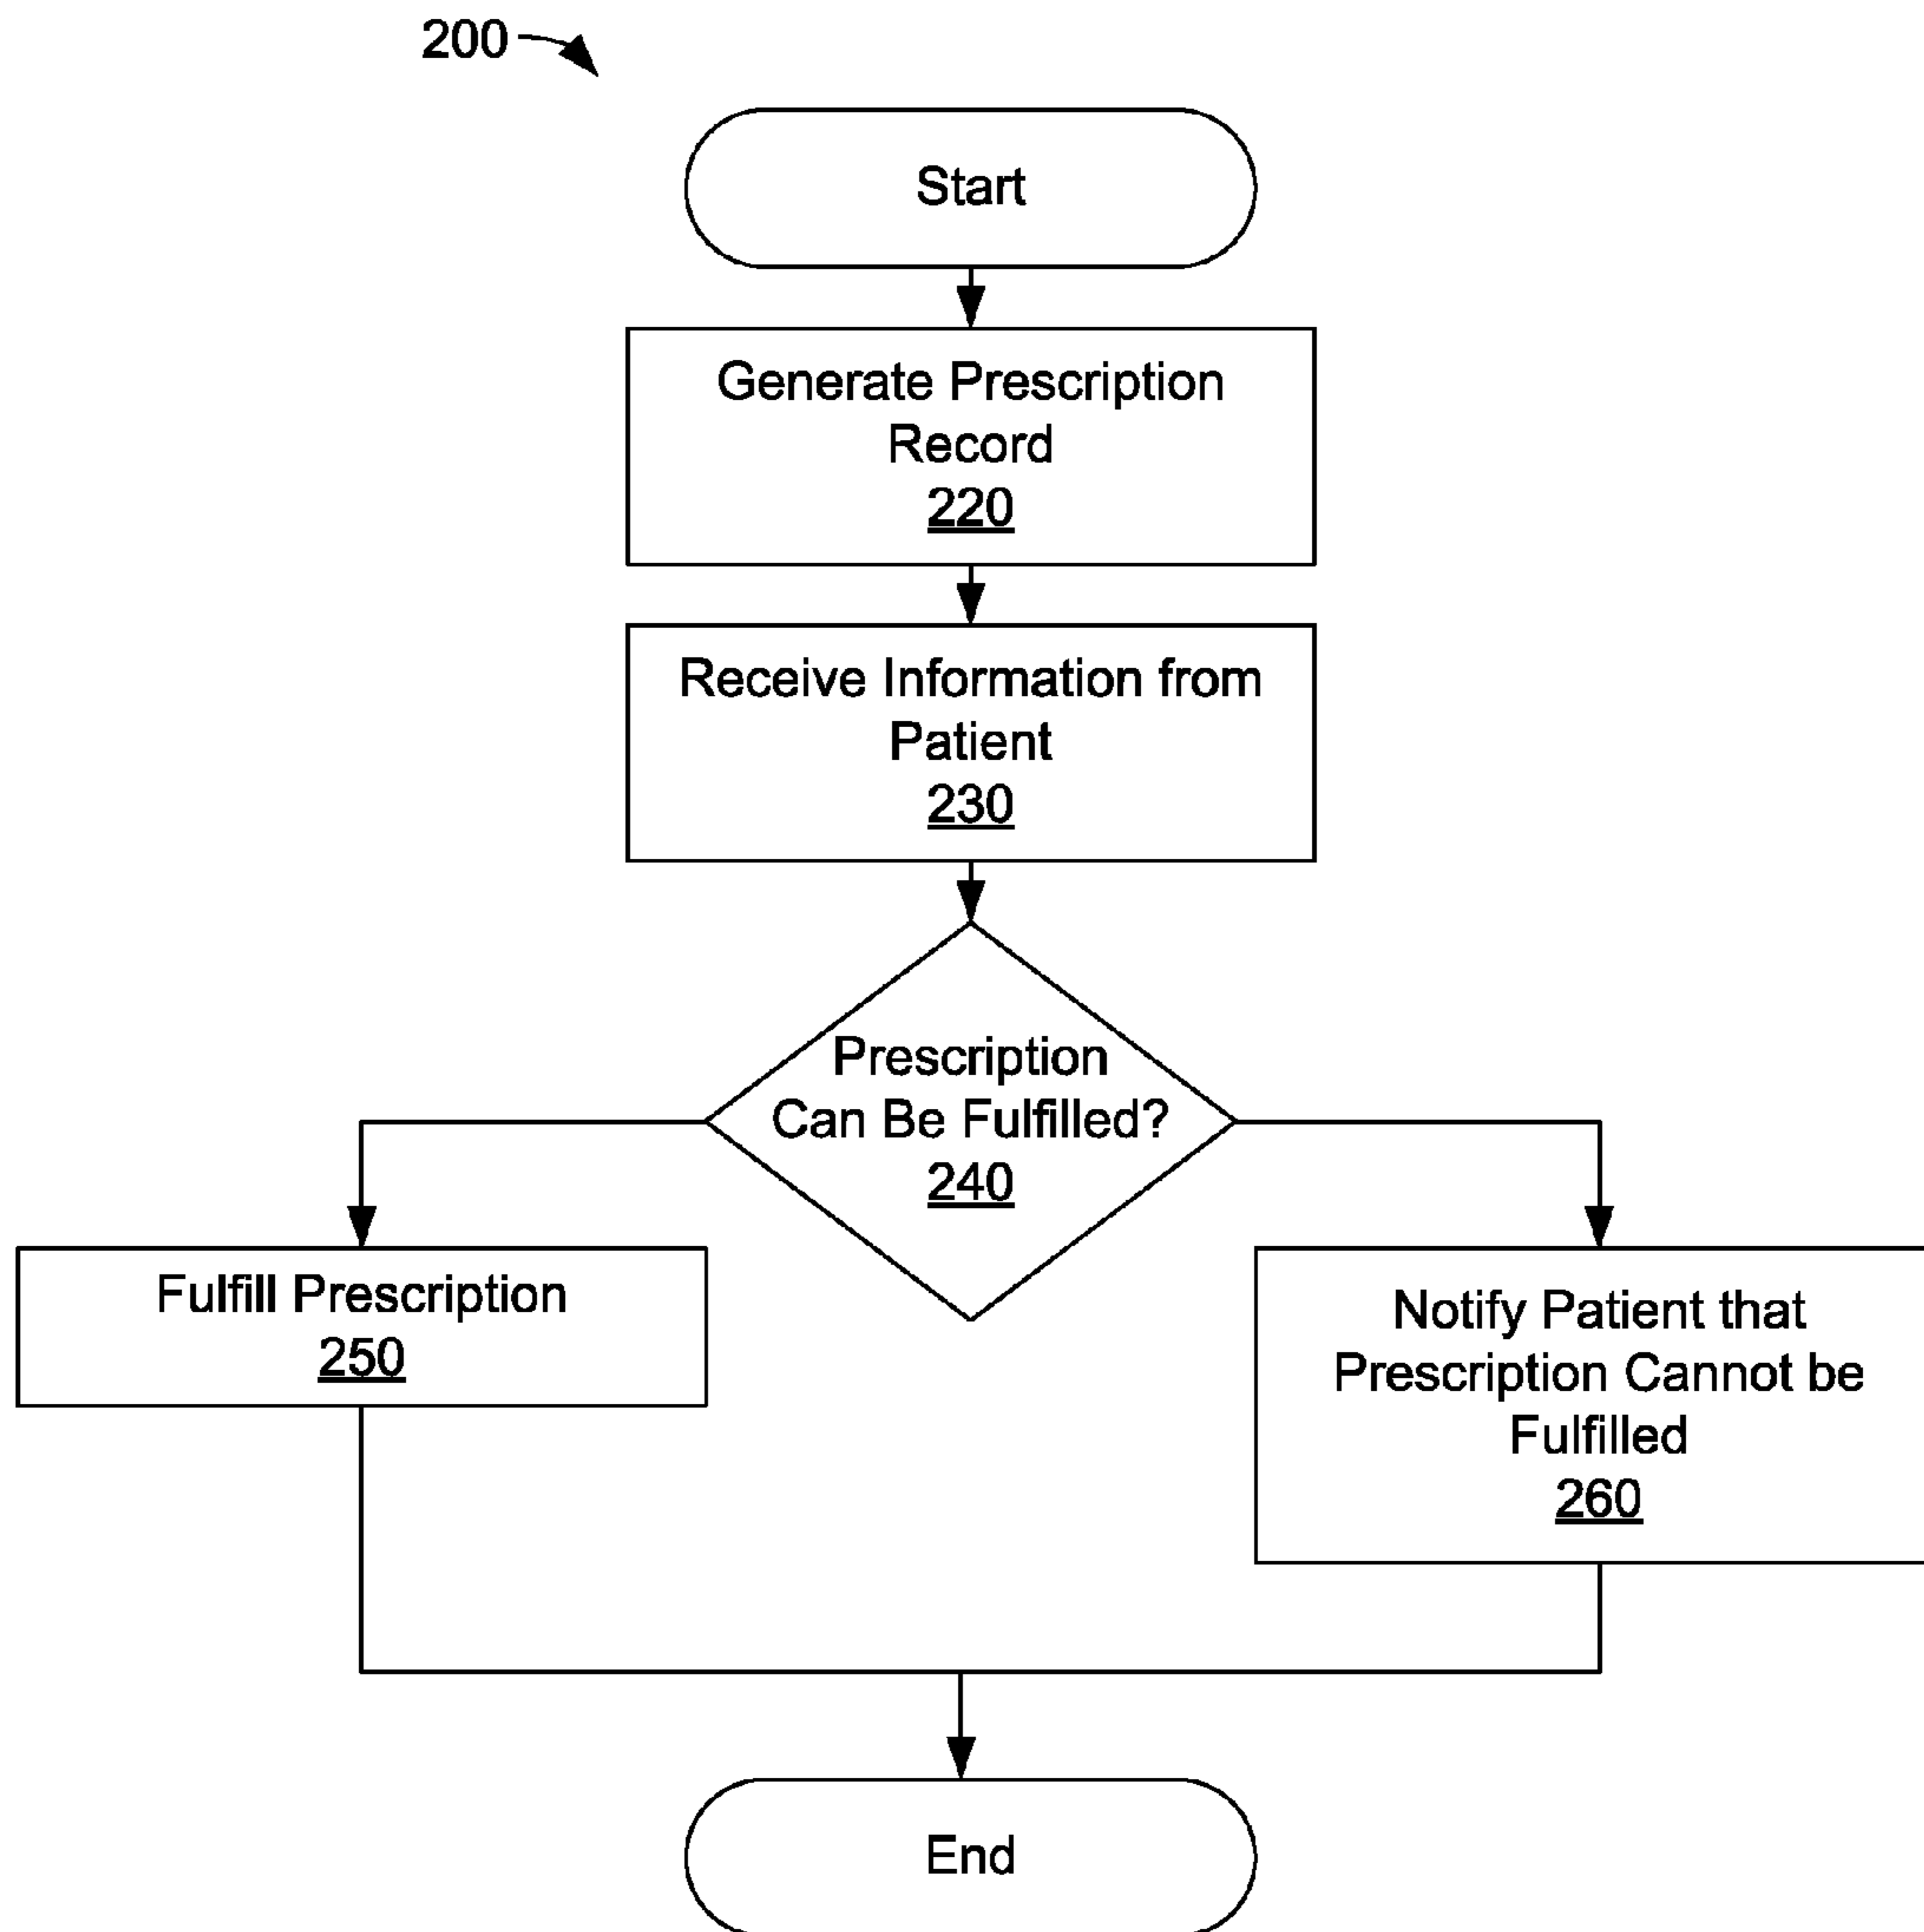 200
Start
Generate Prescription
Record
220
Receive Information from
Patient
230
Prescription
Can Be Fulfilled?
240
Fulfill Prescription
250
Notify Patient that
Prescription Cannot be
Fulfilled
260
End